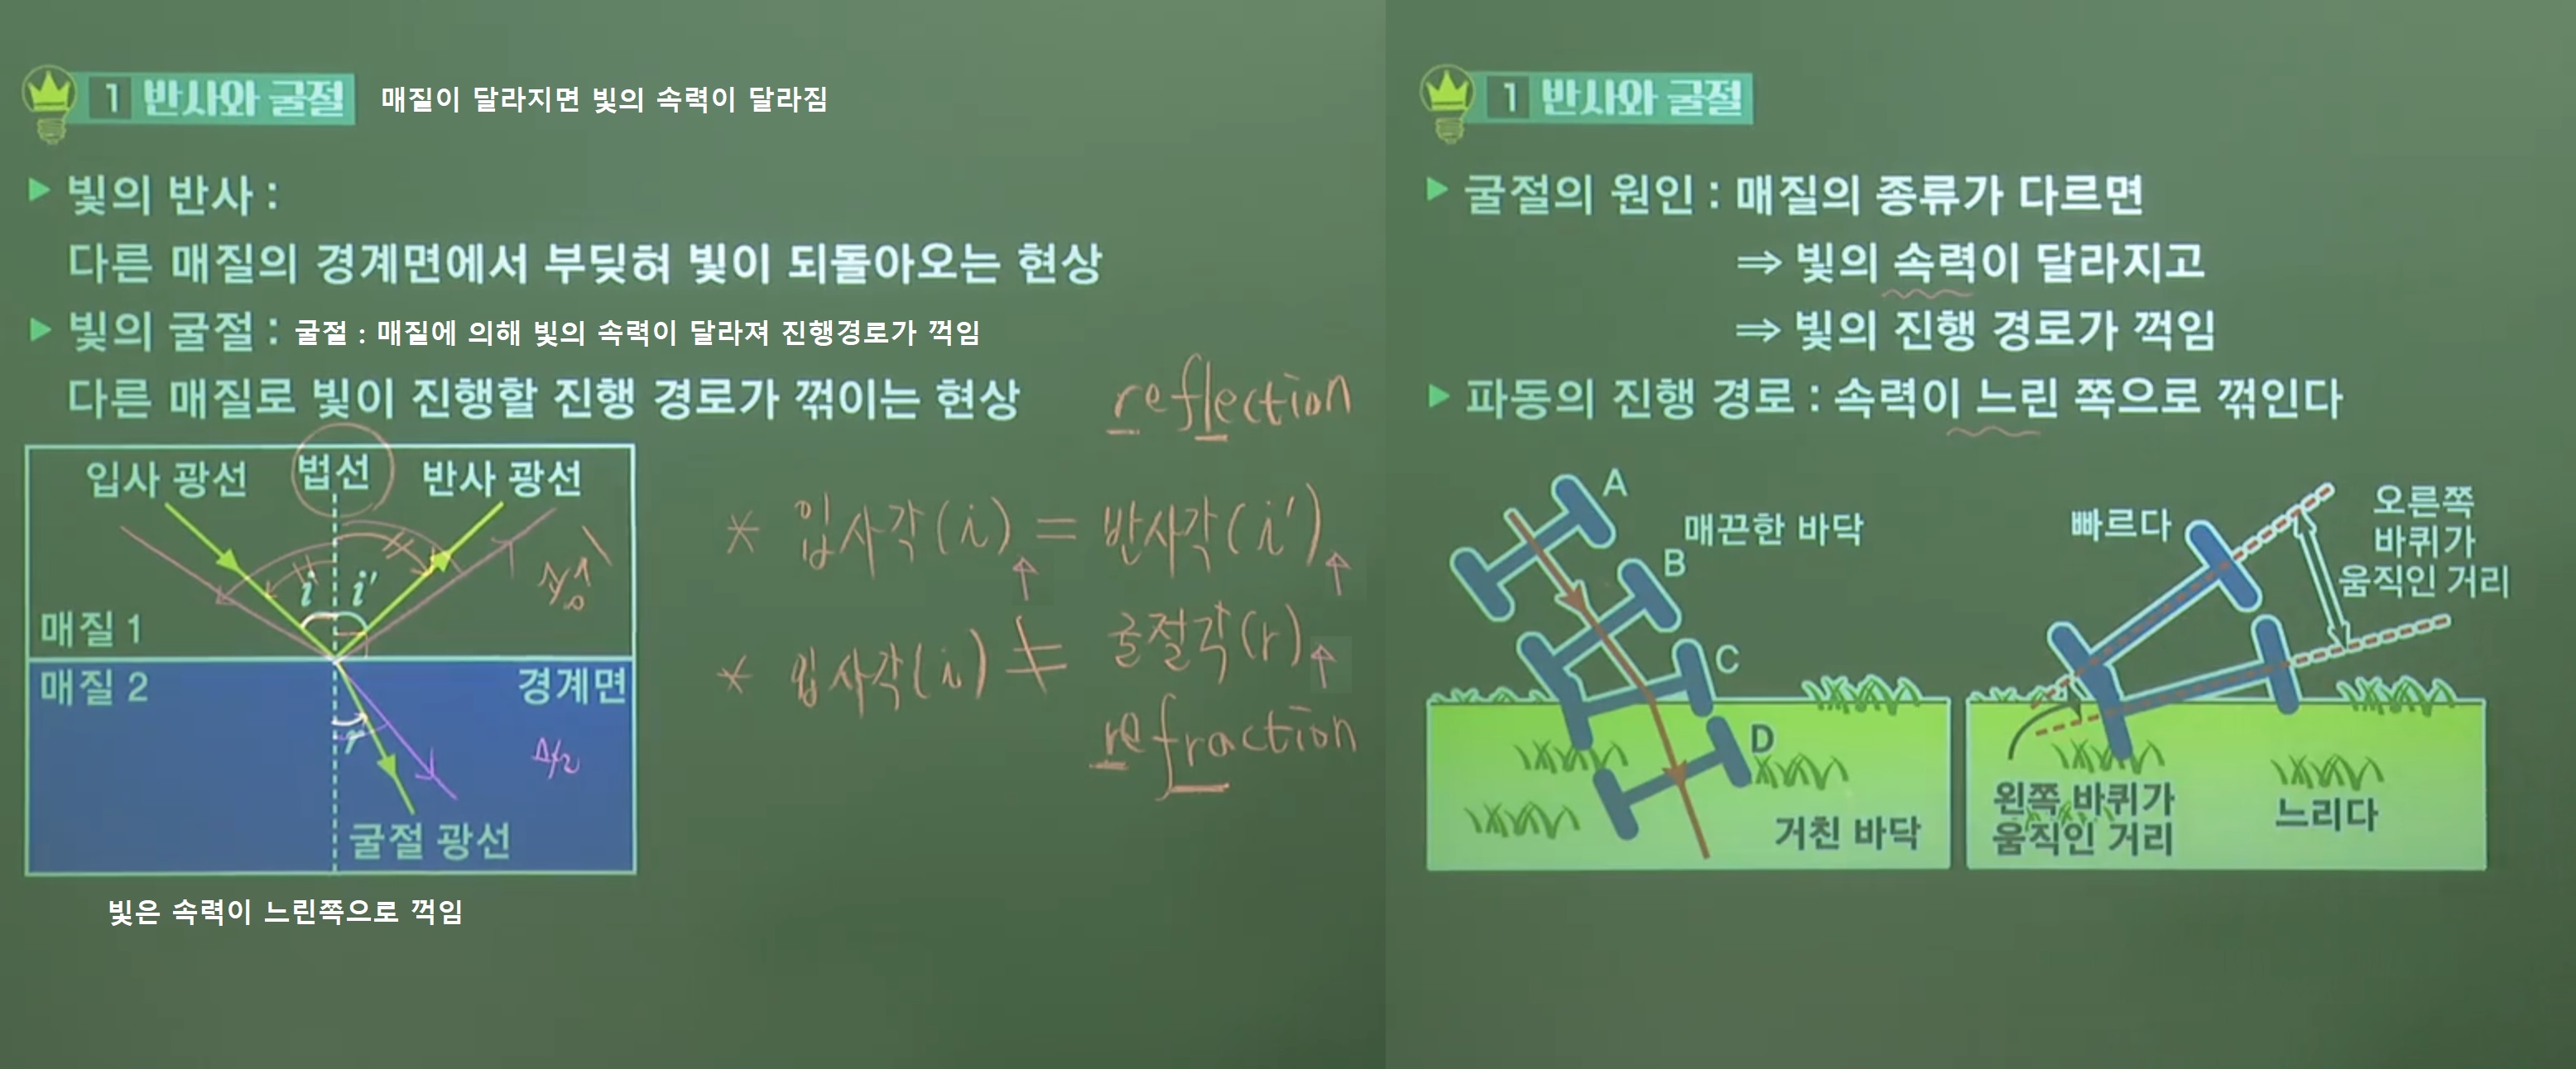 1 반사와 굴절
매질이 달라지면 빛의 속력이 달라짐
▶ 빛의 반사 :
다른 매질의 경계면에서 부딪혀 빛이 되돌아오는 현상
▶ 빛의 굴절 : 굴절 : 매질에 의해 빛의 속력이 달라져 진행경로가 꺽임
다른 매질로 빛이 진행할 진행 경로가 꺾이는 현상
reflection
입사 광선 법선 반사 광선
i i'
매질 1
매질 2 경계면
r
굴절 광선
* 입사각(i) = 반사각(i')
↑ ↑
* 입사각(i) ≠ 굴절각(r)
↑
refraction
빛은 속력이 느린쪽으로 꺽임
1 반사와 굴절
▶ 굴절의 원인 : 매질의 종류가 다르면
⇒ 빛의 속력이 달라지고
⇒ 빛의 진행 경로가 꺽임
▶ 파동의 진행 경로 : 속력이 느린 쪽으로 꺾인다
A
B
매끈한 바닥
C
D
거친 바닥
빠르다
오른쪽
바퀴가
움직인 거리
왼쪽 바퀴가
움직인 거리
느리다